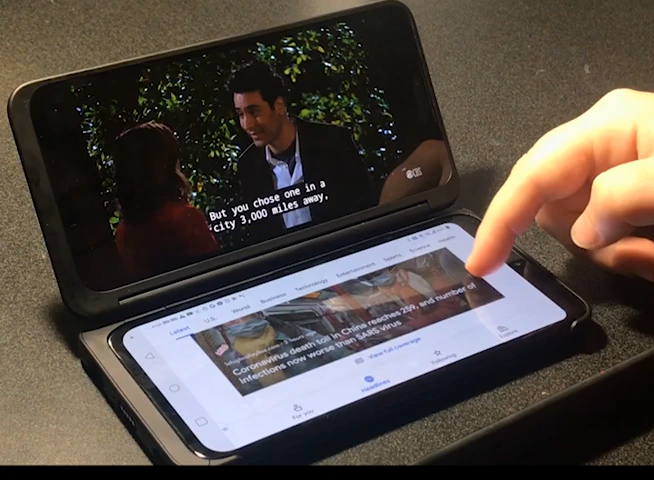 But you chose one in a
city 3,000 miles away,
Latest U.S. World Business Technology Entertainment Sports Science Health
Coronavirus death toll in China reaches 259, and number of
infections now worse than SARS virus
View full coverage
For you Headlines Following Explore